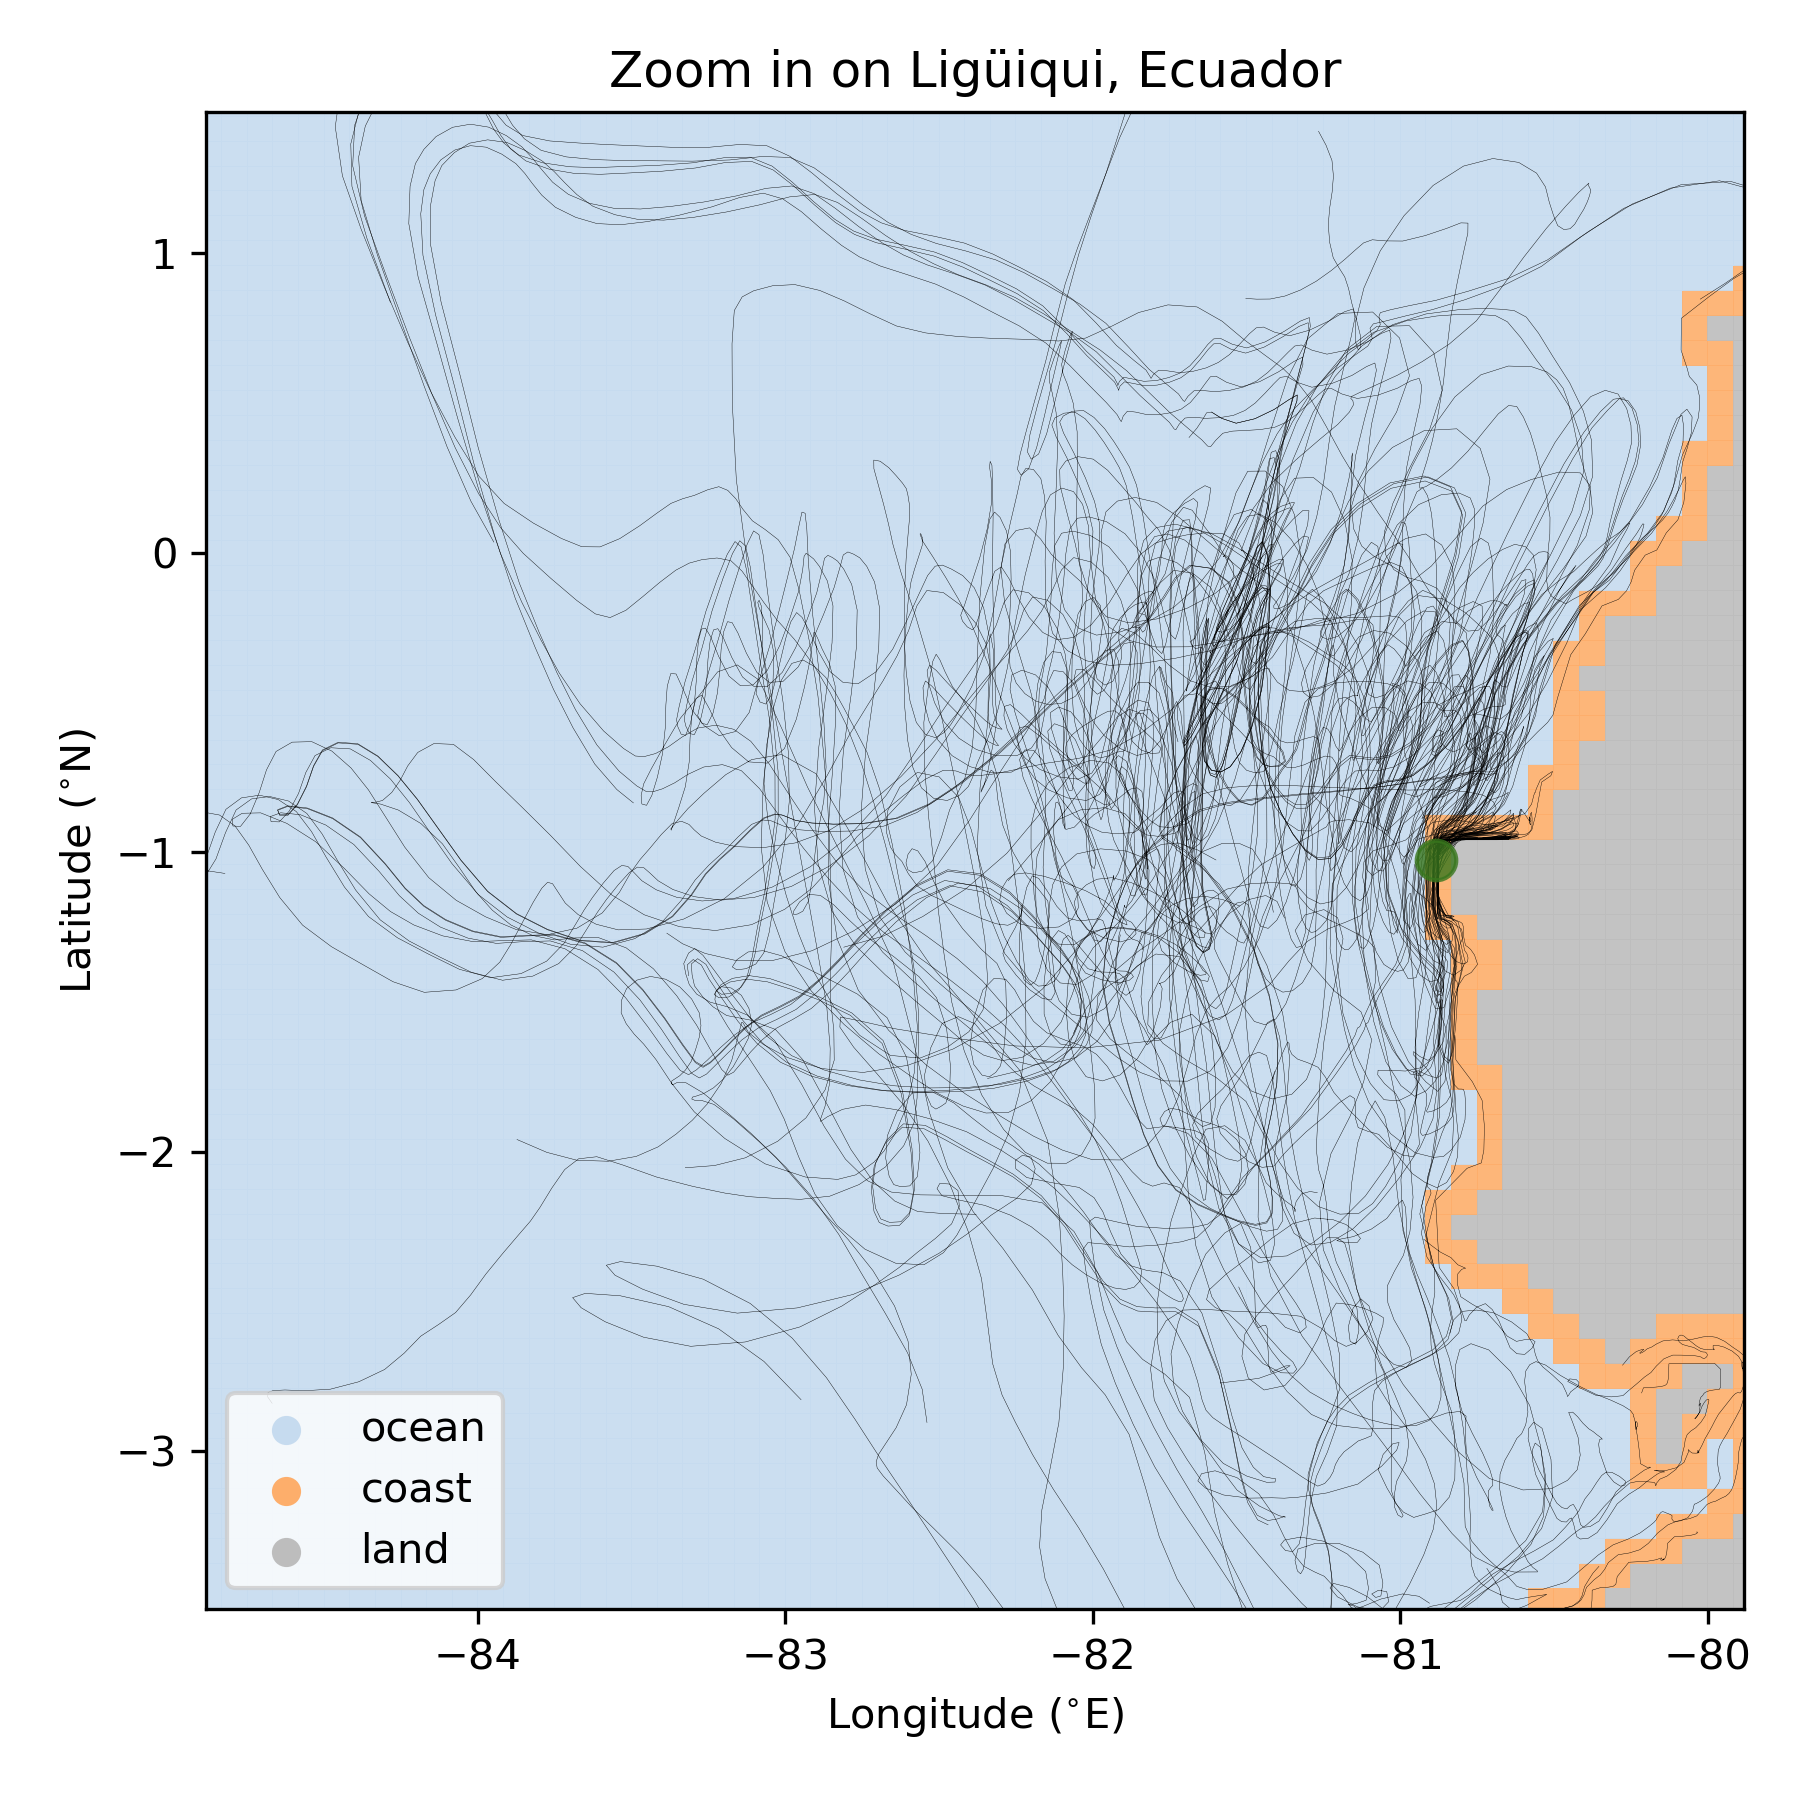 Zoom in on Ligüiqui, Ecuador
Latitude (°N)
1
0
−1
−2
−3
ocean
coast
land
−84
−83
−82
−81
−80
Longitude (°E)